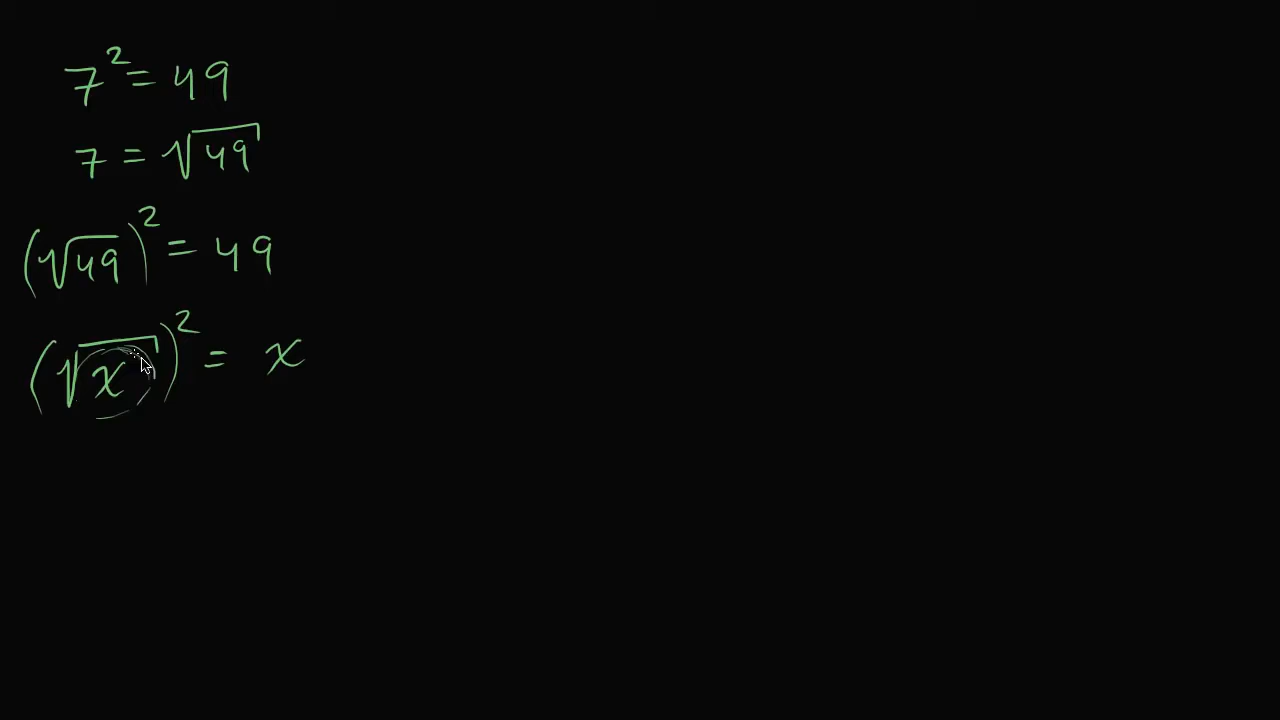 7² = 49
7 = √49
(√49)² = 49
(√x)² = x